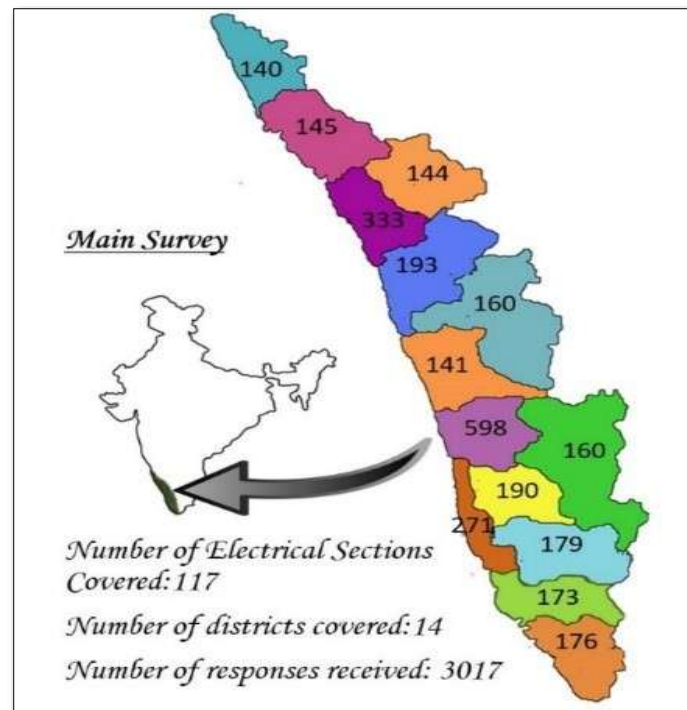 140
145
144
333
Main Survey
193
160
141
598
160
190
271
179
Number of Electrical Sections
Covered:117
173
Number of districts covered:14
176
Number of responses received: 3017